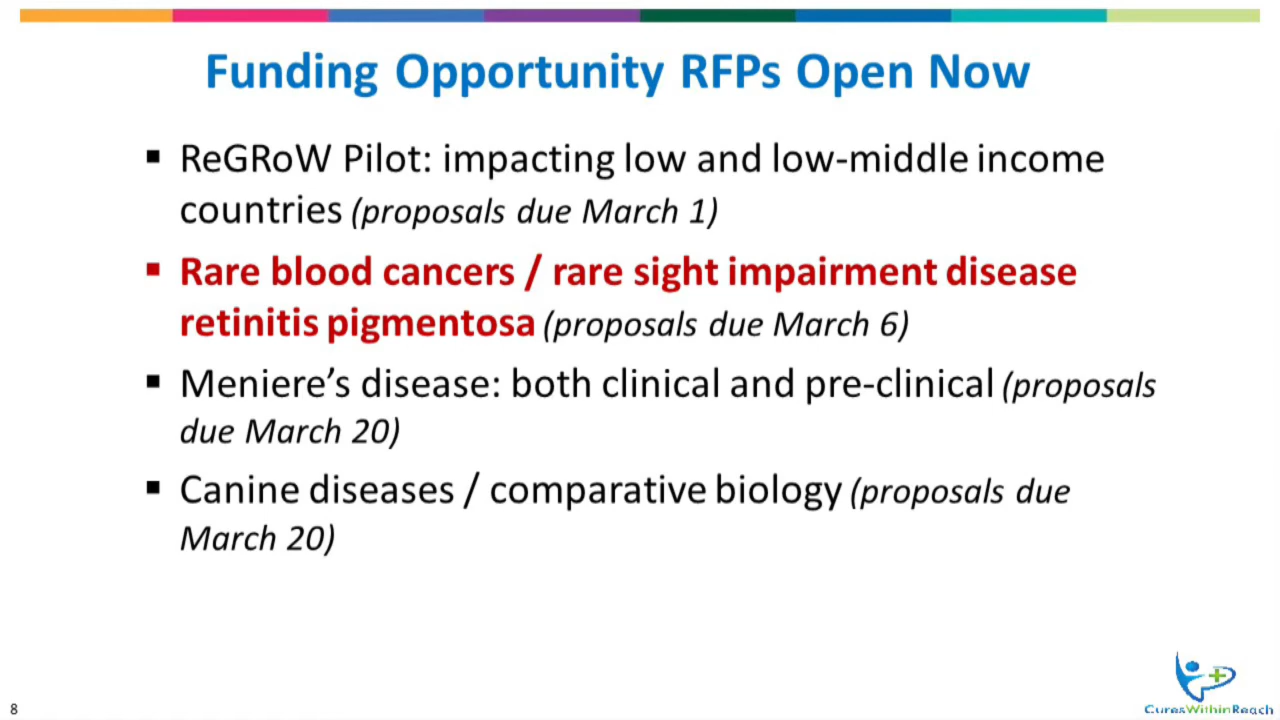 Funding Opportunity RFPs Open Now
▪ ReGRoW Pilot: impacting low and low-middle income
countries (proposals due March 1)
▪ Rare blood cancers / rare sight impairment disease
retinitis pigmentosa (proposals due March 6)
▪ Meniere’s disease: both clinical and pre-clinical (proposals
due March 20)
▪ Canine diseases / comparative biology (proposals due
March 20)
8
CuresWithinReach